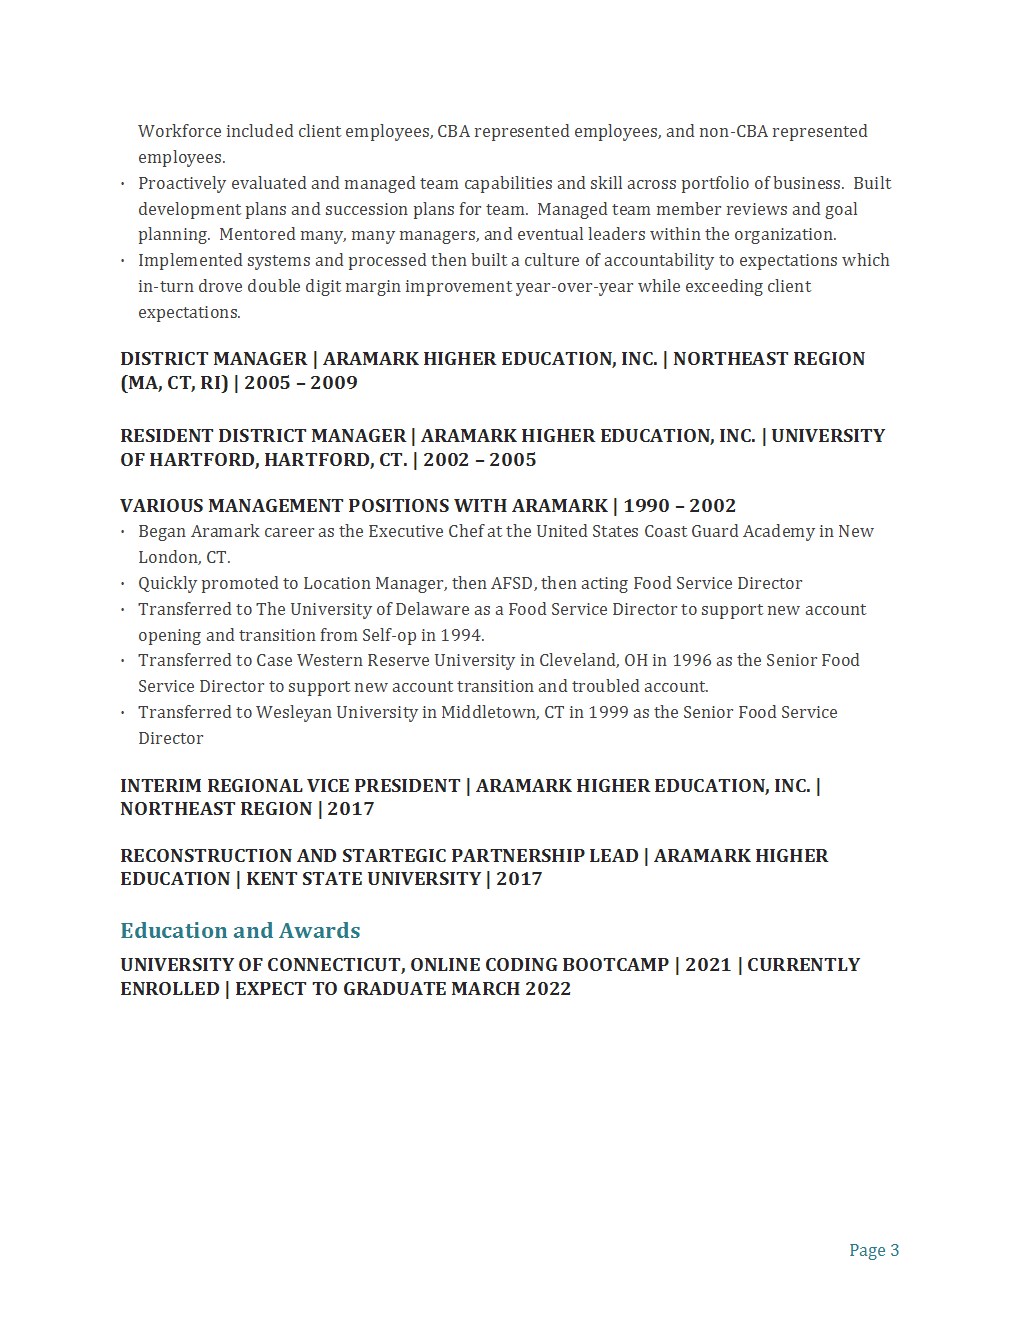 Workforce included client employees, CBA represented employees, and non-CBA represented
employees.
· Proactively evaluated and managed team capabilities and skill across portfolio of business.  Built
development plans and succession plans for team.  Managed team member reviews and goal
planning.  Mentored many, many managers, and eventual leaders within the organization.
· Implemented systems and processed then built a culture of accountability to expectations which
in-turn drove double digit margin improvement year-over-year while exceeding client
expectations.
DISTRICT MANAGER | ARAMARK HIGHER EDUCATION, INC. | NORTHEAST REGION
(MA, CT, RI) | 2005 – 2009
RESIDENT DISTRICT MANAGER | ARAMARK HIGHER EDUCATION, INC. | UNIVERSITY
OF HARTFORD, HARTFORD, CT. | 2002 – 2005
VARIOUS MANAGEMENT POSITIONS WITH ARAMARK | 1990 – 2002
· Began Aramark career as the Executive Chef at the United States Coast Guard Academy in New
London, CT.
· Quickly promoted to Location Manager, then AFSD, then acting Food Service Director
· Transferred to The University of Delaware as a Food Service Director to support new account
opening and transition from Self-op in 1994.
· Transferred to Case Western Reserve University in Cleveland, OH in 1996 as the Senior Food
Service Director to support new account transition and troubled account.
· Transferred to Wesleyan University in Middletown, CT in 1999 as the Senior Food Service
Director
INTERIM REGIONAL VICE PRESIDENT | ARAMARK HIGHER EDUCATION, INC. |
NORTHEAST REGION | 2017
RECONSTRUCTION AND STARTEGIC PARTNERSHIP LEAD | ARAMARK HIGHER
EDUCATION | KENT STATE UNIVERSITY | 2017
Education and Awards
UNIVERSITY OF CONNECTICUT, ONLINE CODING BOOTCAMP | 2021 | CURRENTLY
ENROLLED | EXPECT TO GRADUATE MARCH 2022
Page 3